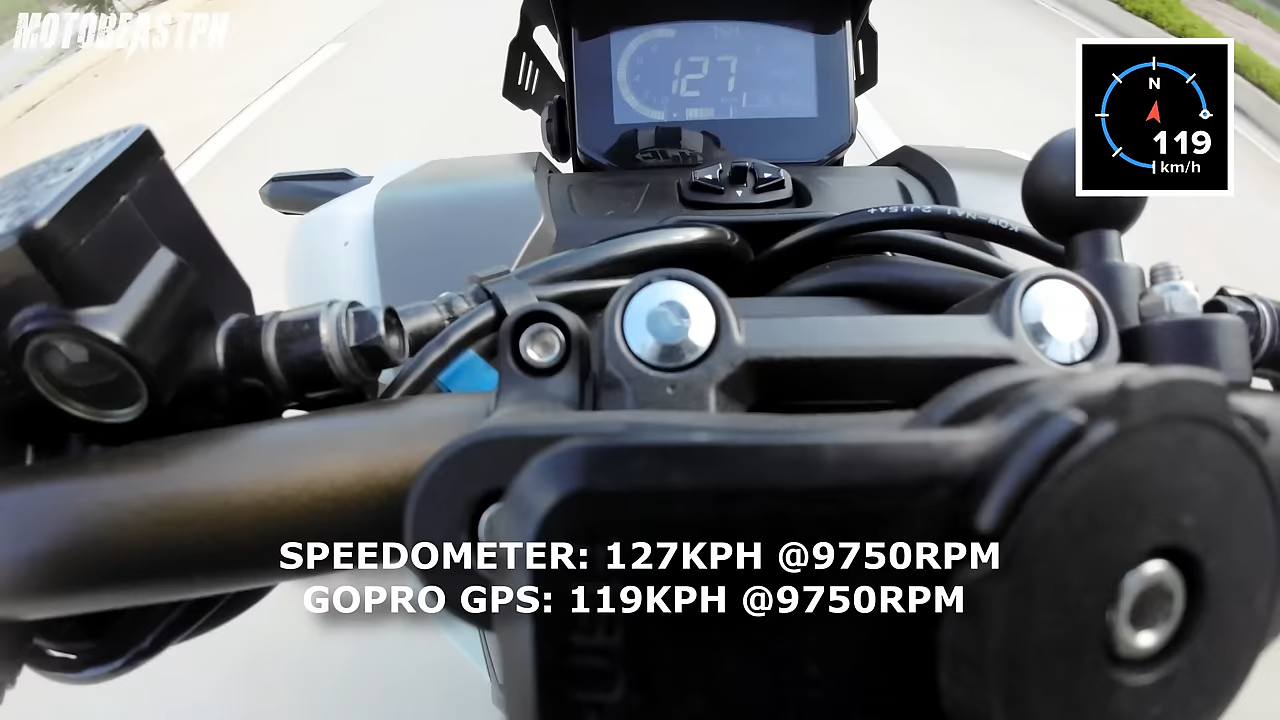 MOTOBEASTPH
127
N
119
km/h
SPEEDOMETER: 127KPH @9750RPM
GOPRO GPS: 119KPH @9750RPM